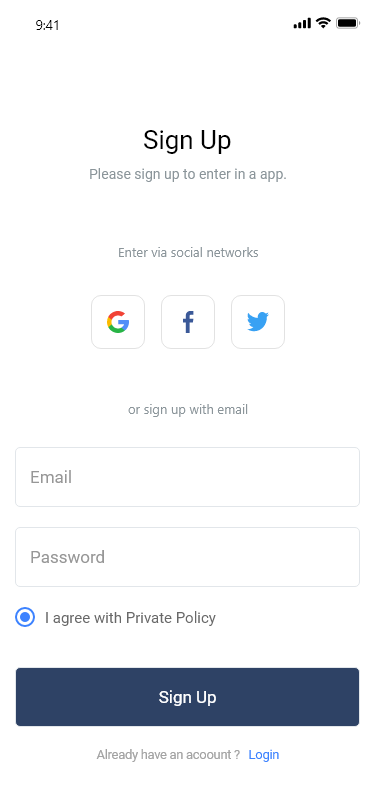 9:41
Sign Up
Please sign up to enter in a app.
Enter via social networks
or sign up with email
Email
Password
I agree with Private Policy
Sign Up
Already have an acoount ? Login